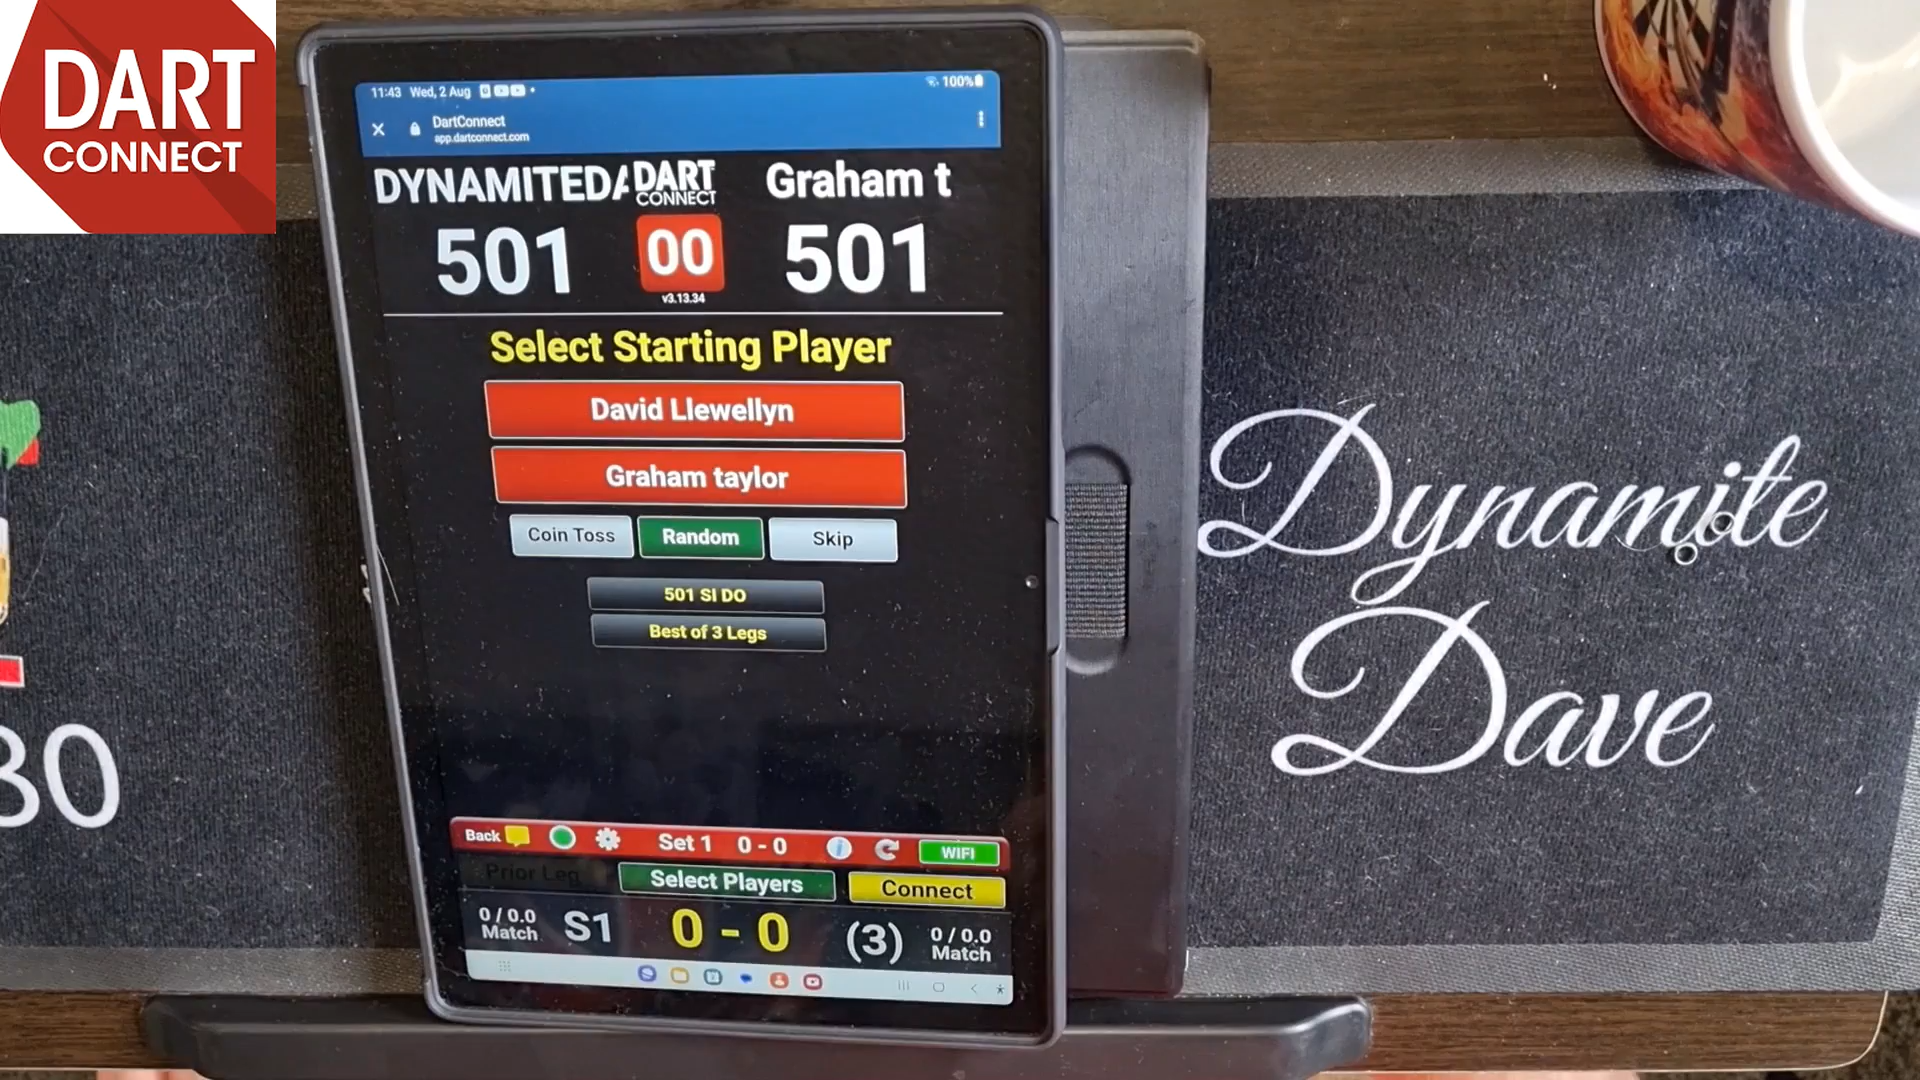 DART
CONNECT
11:43 Wed, 2 Aug
100%
DartConnect
app.dartconnect.com
DYNAMITEDA
DART
CONNECT
Graham t
501
00
501
v3.13.34
Select Starting Player
David Llewellyn
Graham taylor
Coin Toss
Random
Skip
501 SI DO
Best of 3 Legs
Back
Set 1 0 - 0
WIFI
Prior Leg
Select Players
Connect
0 / 0.0
Match
S1
0 - 0
(3)
0 / 0.0
Match
Dynamite
Dave
80